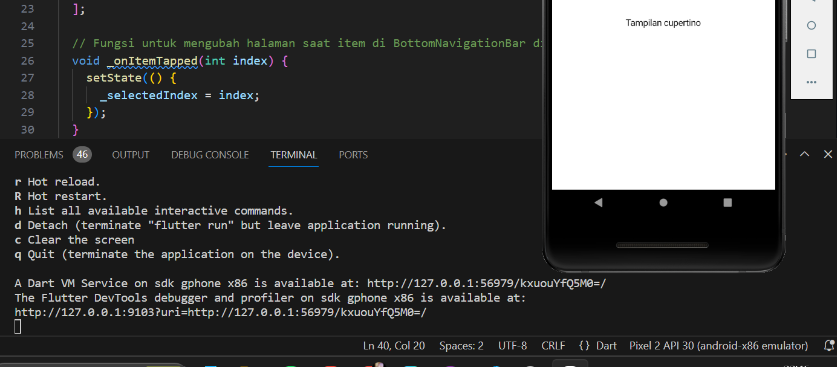 23 ];
24
25 // Fungsi untuk mengubah halaman saat item di BottomNavigationBar di
26 void _onItemTapped(int index) {
27 setState(() {
28 _selectedIndex = index;
29 });
30 }
Tampilan cupertino
PROBLEMS 46 OUTPUT DEBUG CONSOLE TERMINAL PORTS
r Hot reload.
R Hot restart.
h List all available interactive commands.
d Detach (terminate "flutter run" but leave application running).
c Clear the screen
q Quit (terminate the application on the device).
A Dart VM Service on sdk gphone x86 is available at: http://127.0.0.1:56979/kxuouYfQ5M0=/
The Flutter DevTools debugger and profiler on sdk gphone x86 is available at:
http://127.0.0.1:9103?uri=http://127.0.0.1:56979/kxuouYfQ5M0=/
Ln 40, Col 20 Spaces: 2 UTF-8 CRLF {} Dart Pixel 2 API 30 (android-x86 emulator)